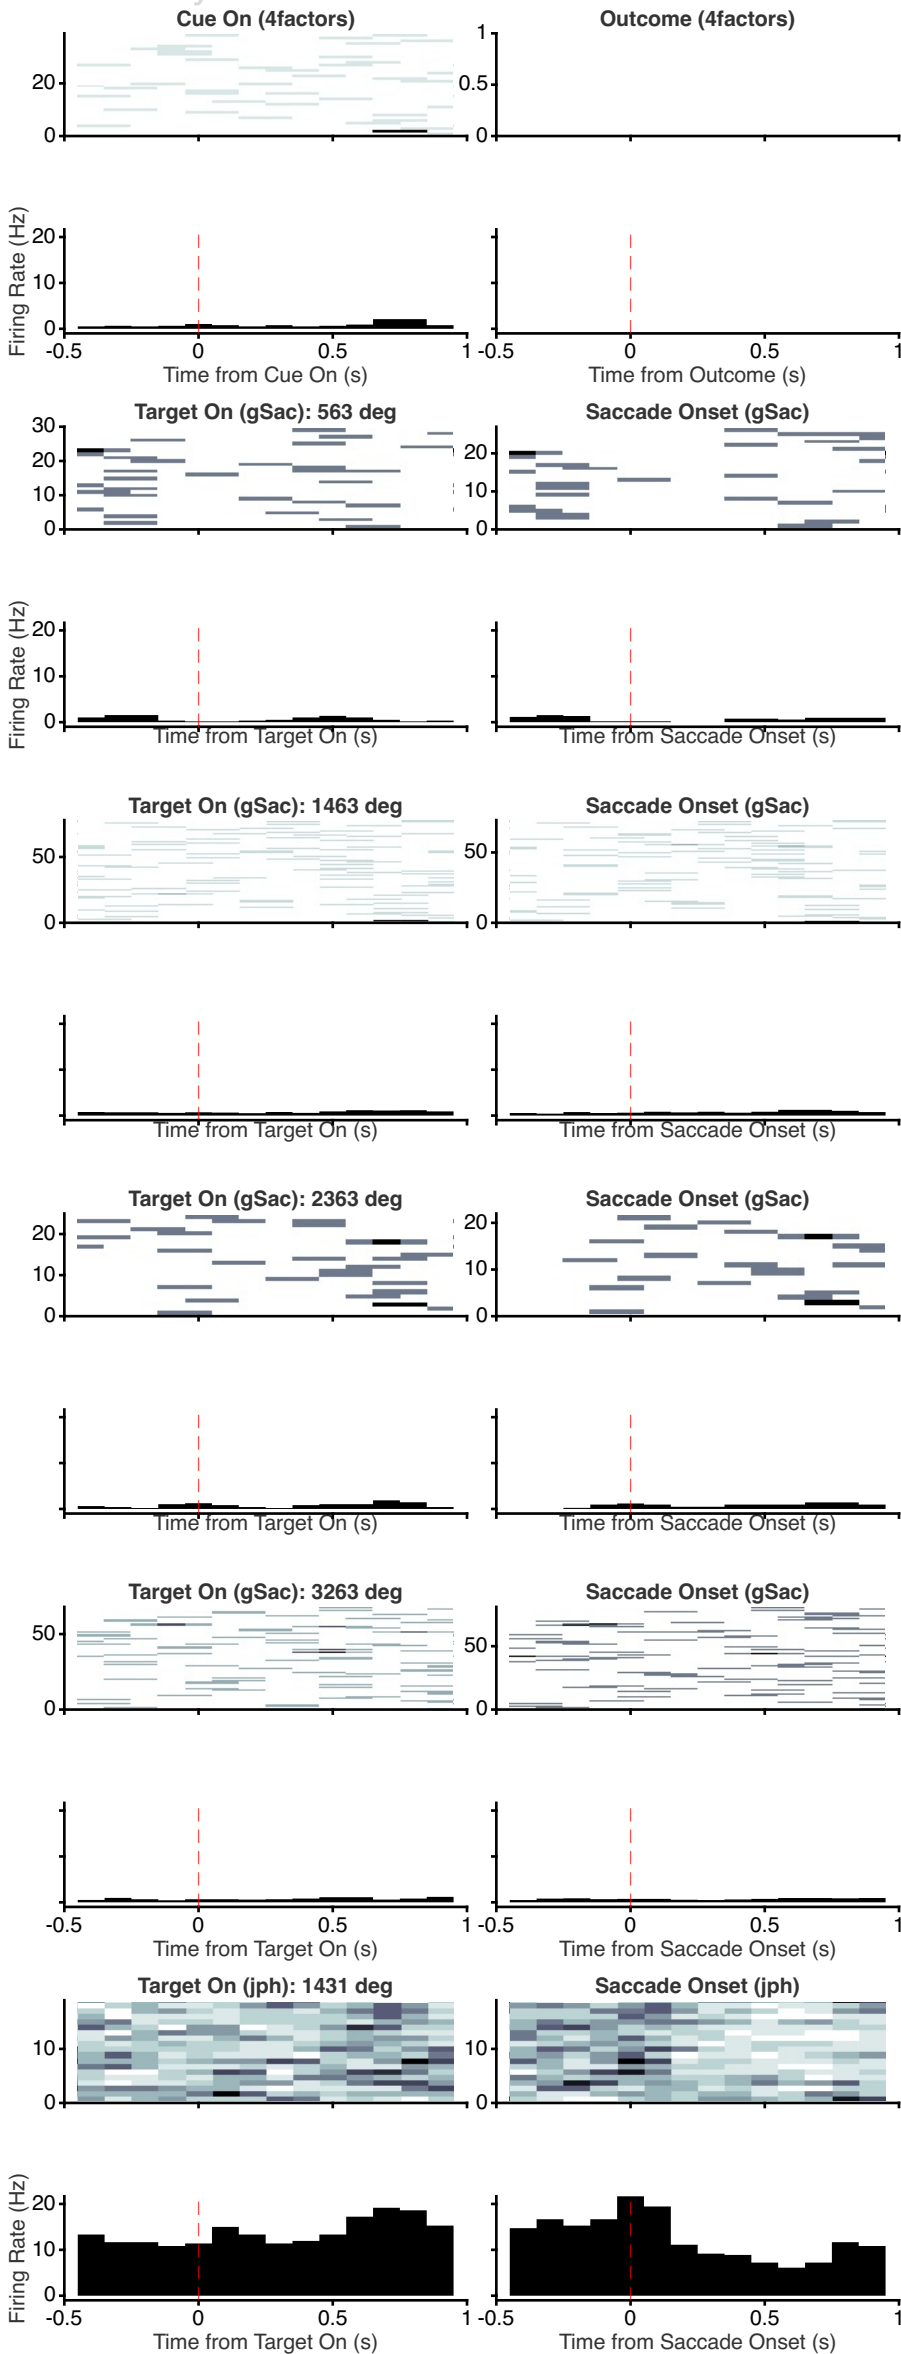 Cue On (4factors) Outcome (4factors)
20
0
1
0.5
0
Firing Rate (Hz)
20
10
0
-0.5 0 0.5 1 -0.5 0 0.5 1
Time from Cue On (s) Time from Outcome (s)
Target On (gSac): 563 deg Saccade Onset (gSac)
30
20
10
0
20
10
0
Firing Rate (Hz)
20
10
0
Time from Target On (s) Time from Saccade Onset (s)
Target On (gSac): 1463 deg Saccade Onset (gSac)
50
0
50
0
Time from Target On (s) Time from Saccade Onset (s)
Target On (gSac): 2363 deg Saccade Onset (gSac)
20
10
0
20
10
0
Time from Target On (s) Time from Saccade Onset (s)
Target On (gSac): 3263 deg Saccade Onset (gSac)
50
0
50
0
-0.5 0 0.5 1 -0.5 0 0.5 1
Time from Target On (s) Time from Saccade Onset (s)
Target On (jph): 1431 deg Saccade Onset (jph)
10
0
10
0
Firing Rate (Hz)
20
10
0
-0.5 0 0.5 1 -0.5 0 0.5 1
Time from Target On (s) Time from Saccade Onset (s)